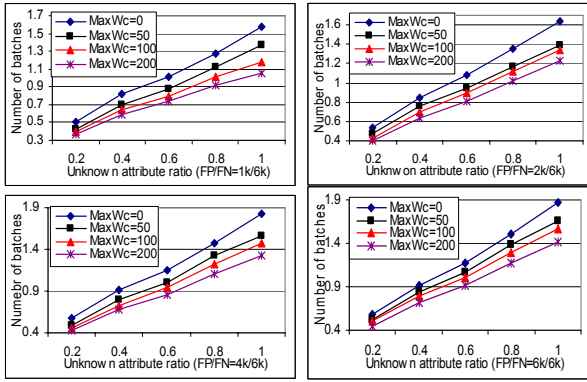 Number of batches
1.7
1.5
1.3
1.1
0.9
0.7
0.5
0.3
MaxWc=0
MaxWc=50
MaxWc=100
MaxWc=200
0.2 0.4 0.6 0.8 1
Unknow n attribute ratio (FP/FN=1k/6k)
Number of batches
1.6
1.4
1.2
1
0.8
0.6
0.4
MaxWc=0
MaxWc=50
MaxWc=100
MaxWc=200
0.2 0.4 0.6 0.8 1
Unknow on attribute ratio (FP/FN=2k/6k)
Numebr of batches
1.9
1.4
0.9
0.4
MaxWc=0
MaxWc=50
MaxWc=100
MaxWc=200
0.2 0.4 0.6 0.8 1
Unknow n attribute ratio (FP/FN=4k/6k)
Number of batches
1.9
1.4
0.9
0.4
MaxWc=0
MaxWc=50
MaxWc=100
MaxWc=200
0.2 0.4 0.6 0.8 1
Unknow n attribute ratio (FP/FN=6k/6k)